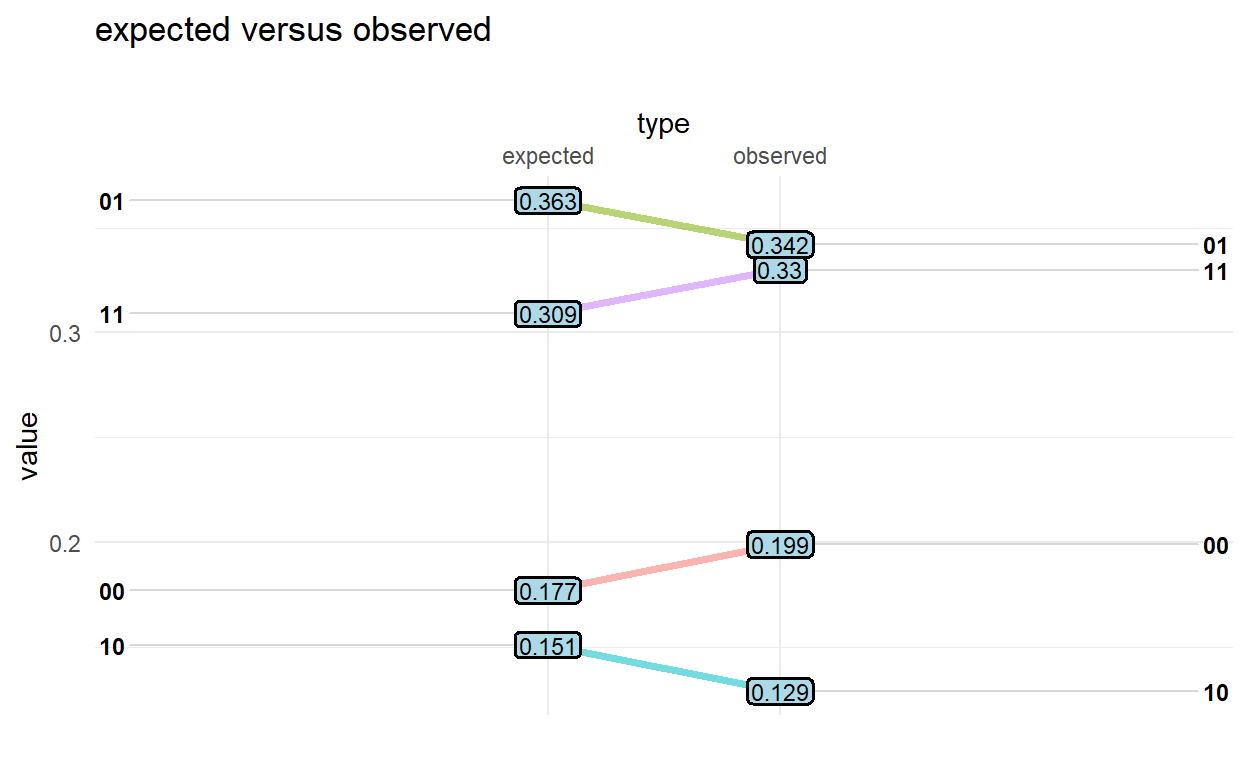 expected versus observed
type
expected observed
01 0.363
0.342 01
0.33 11
11 0.309
0.3
value
0.2
0.199 00
00 0.177
10 0.151
0.129 10